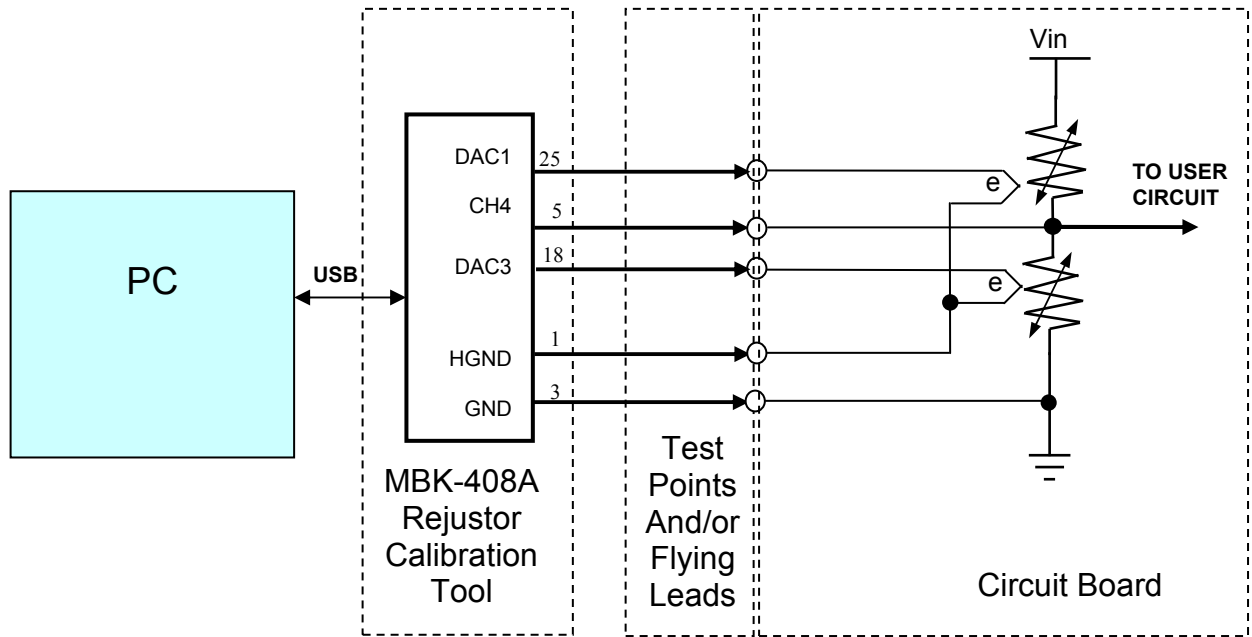 Vin
DAC1
25
CH4
5
DAC3
18
HGND
1
GND
3
PC
USB
e
e
TO USER
CIRCUIT
MBK-408A
Rejustor
Calibration
Tool
Test
Points
And/or
Flying
Leads
Circuit Board